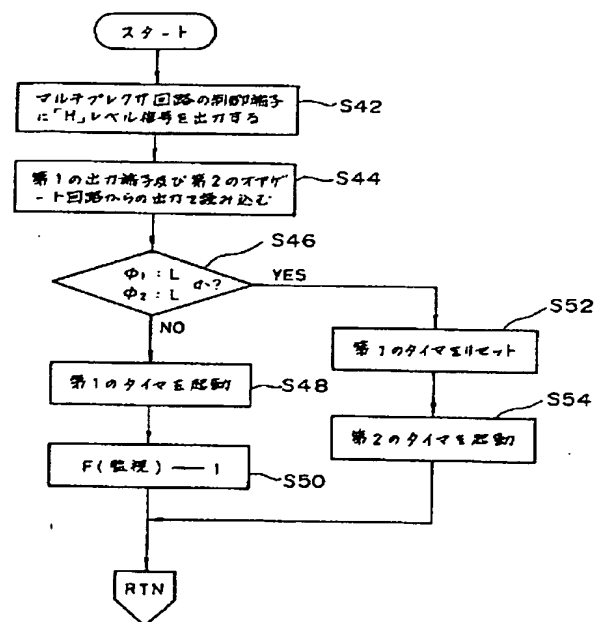 スタート
マルチプレクサ回路の制御端子
に「H」レベル信号を出力する
S42
第1の出力端子及び第2のオアゲ
ート回路からの出力を読み込む
S44
S46
φ1 : L
φ2 : L
か?
YES
NO
S52
第1のタイマをリセット
第1のタイマを起動
S48
S54
第2のタイマを起動
F(監視) ― 1
S50
RTN